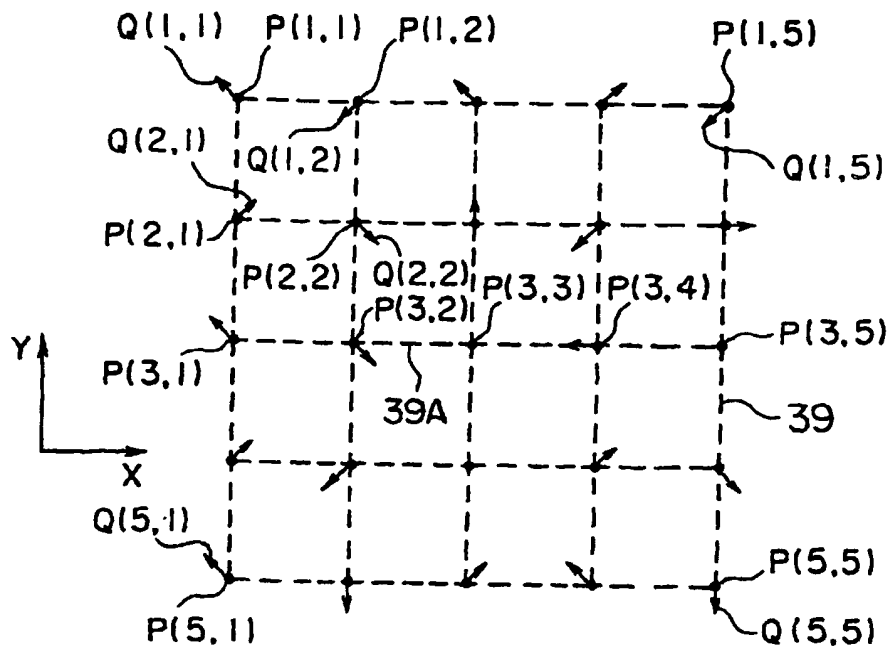 Q(1,1) P(1,1) P(1,2) P(1,5)
Q(2,1) Q(1,2) Q(1,5)
P(2,1)
P(2,2) Q(2,2) P(3,3) P(3,4)
P(3,2)
Y P(3,5)
P(3,1)
39A 39
X
Q(5,1)
P(5,5)
P(5,1) Q(5,5)